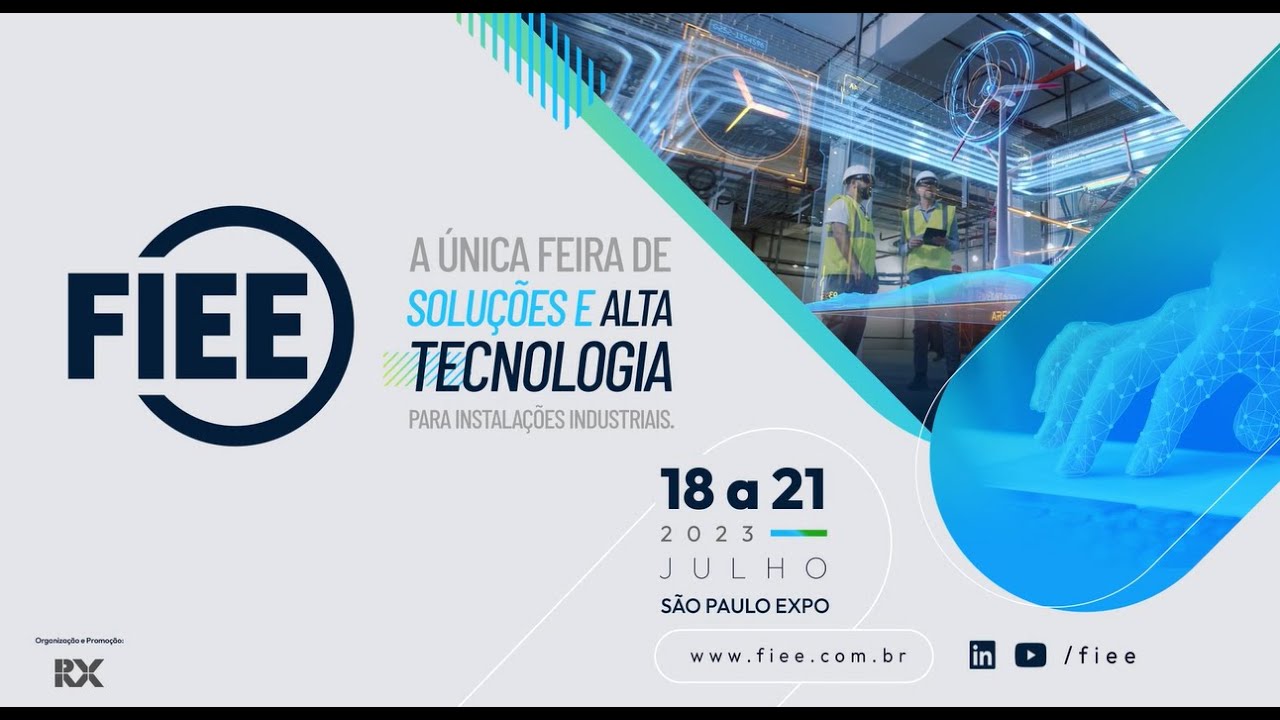 FIEE
A ÚNICA FEIRA DE
SOLUÇÕES E ALTA
TECNOLOGIA
PARA INSTALAÇÕES INDUSTRIAIS.
18 a 21
2023
JULHO
SÃO PAULO EXPO
www.fiee.com.br
in
/fiee
Organização e Promoção:
RX